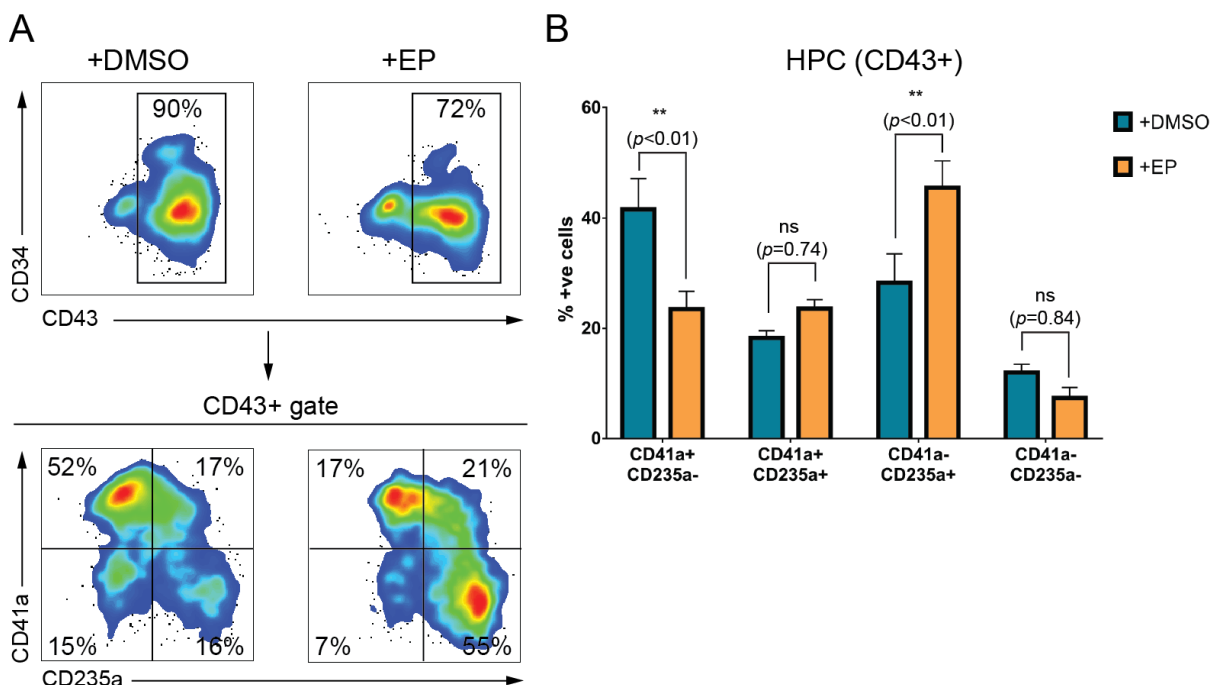 A
+DMSO
+EP
90%
72%
CD34
CD43
CD43+ gate
52%
17%
15%
16%
17%
21%
7%
55%
CD41a
CD235a
B
HPC (CD43+)
+DMSO
+EP
% +ve cells
60
40
20
0
**
(p<0.01)
ns
(p=0.74)
**
(p<0.01)
ns
(p=0.84)
CD41a+
CD235a-
CD41a+
CD235a+
CD41a-
CD235a+
CD41a-
CD235a-